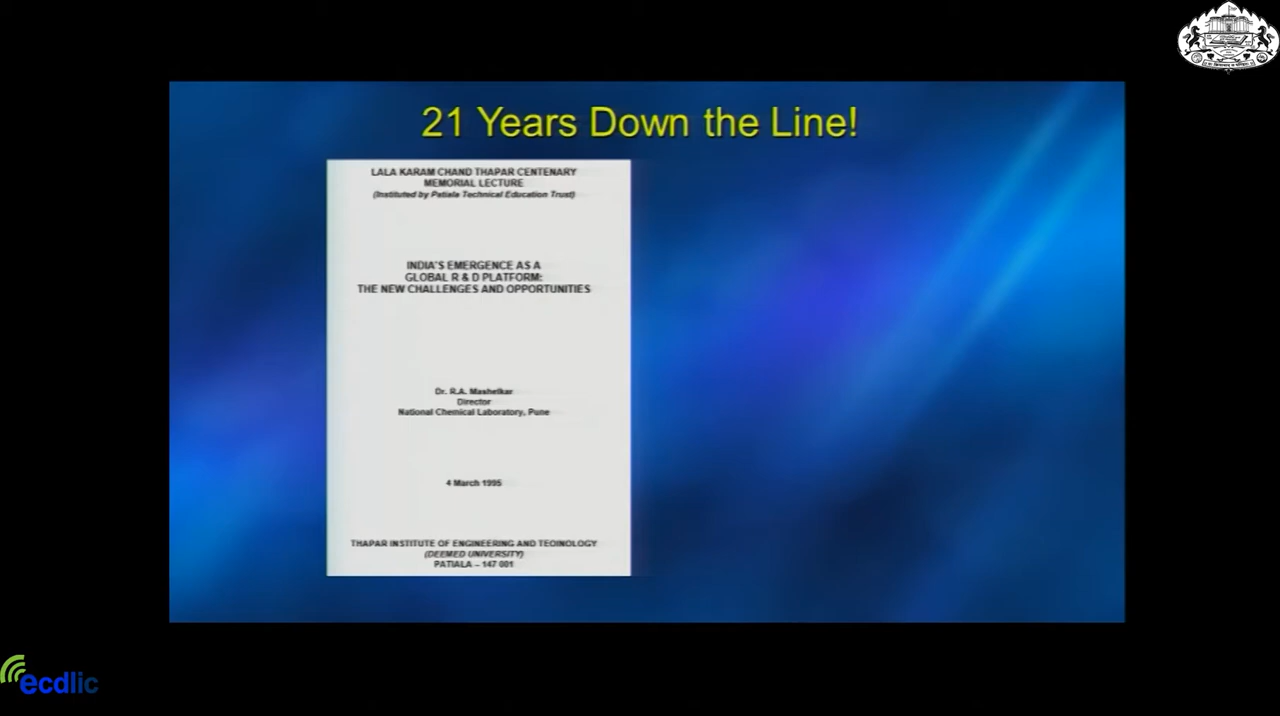 21 Years Down the Line!
LALA KARAM CHAND THAPAR CENTENARY
MEMORIAL LECTURE
(Instituted by Patiala Technical Education Trust)
INDIA'S EMERGENCE AS A
GLOBAL R & D PLATFORM:
THE NEW CHALLENGES AND OPPORTUNITIES
Dr. R.A. Mashelkar
Director
National Chemical Laboratory, Pune
4 March 1995
THAPAR INSTITUTE OF ENGINEERING AND TEOINOLOGY
(DEEMED UNIVERSITY)
PATIALA – 147 001
ecdlic